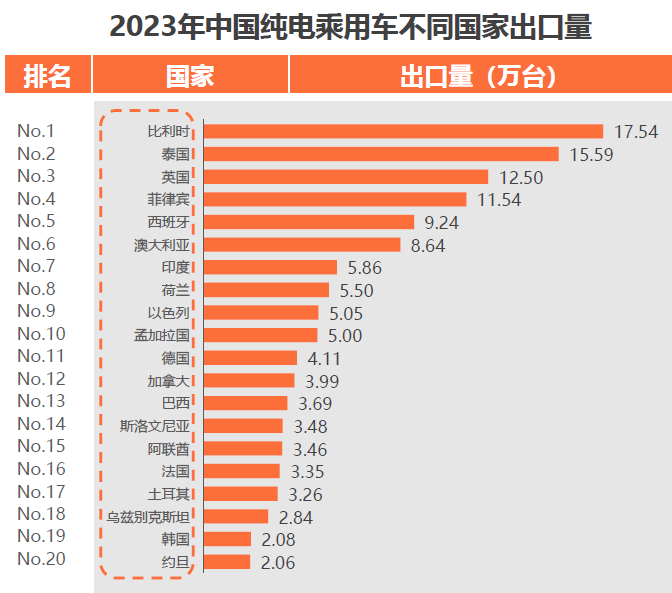 2023年中国纯电乘用车不同国家出口量
排名 国家 出口量（万台）
No.1 比利时 17.54
No.2 泰国 15.59
No.3 英国 12.50
No.4 菲律宾 11.54
No.5 西班牙 9.24
No.6 澳大利亚 8.64
No.7 印度 5.86
No.8 荷兰 5.50
No.9 以色列 5.05
No.10 孟加拉国 5.00
No.11 德国 4.11
No.12 加拿大 3.99
No.13 巴西 3.69
No.14 斯洛文尼亚 3.48
No.15 阿联酋 3.46
No.16 法国 3.35
No.17 土耳其 3.26
No.18 乌兹别克斯坦 2.84
No.19 韩国 2.08
No.20 约旦 2.06